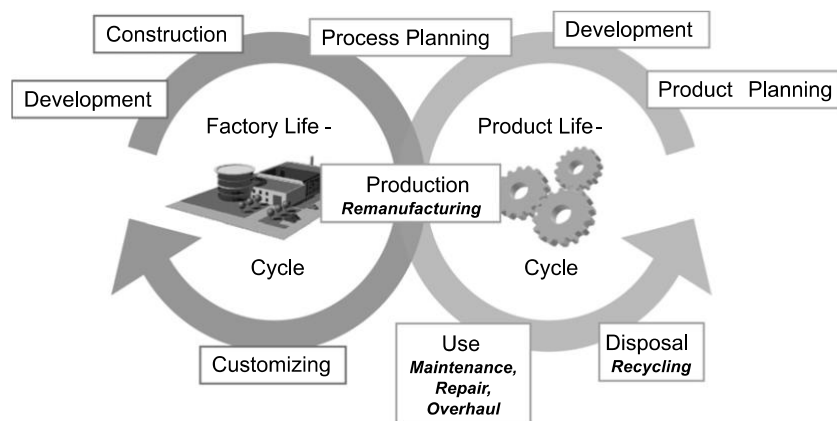 Construction
Process Planning
Development
Development
Product Planning
Factory Life -
Product Life -
Production
Remanufacturing
Cycle
Cycle
Customizing
Use
Maintenance,
Repair,
Overhaul
Disposal
Recycling